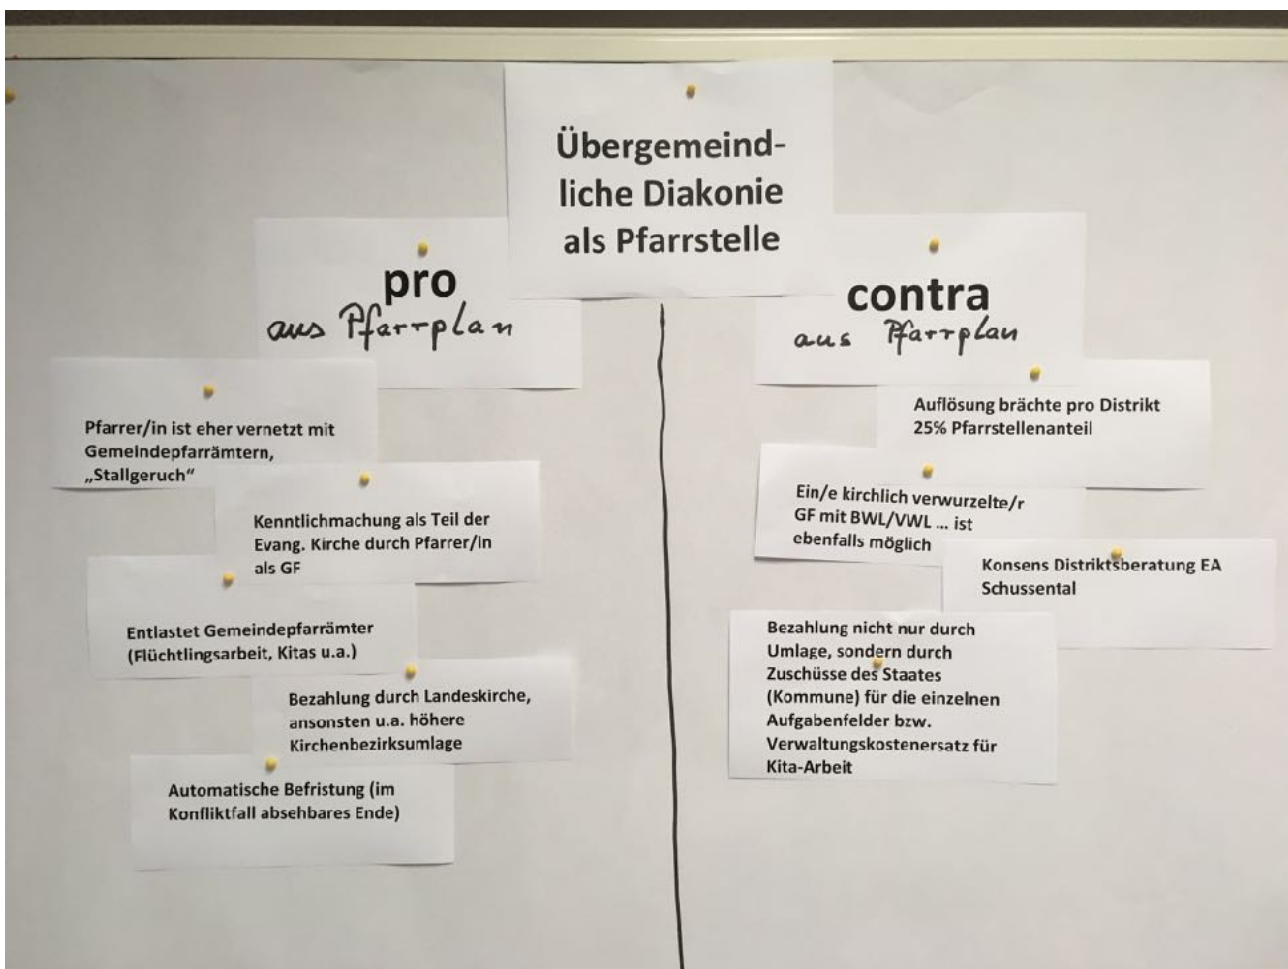 Übergemeind-
liche Diakonie
als Pfarrstelle
pro
aus Pfarrplan
Pfarrer/in ist eher vernetzt mit
Gemeindepfarrämtern,
„Stallgeruch“
Kenntlichmachung als Teil der
Evang. Kirche durch Pfarrer/in
als GF
Entlastet Gemeindepfarrämter
(Flüchtlingsarbeit, Kitas u.a.)
Bezahlung durch Landeskirche,
ansonsten u.a. höhere
Kirchenbezirksumlage
Automatische Befristung (im
Konfliktfall absehbares Ende)
contra
aus Pfarrplan
Auflösung brächte pro Distrikt
25% Pfarrstellenanteil
Ein/e kirchlich verwurzelte/r
GF mit BWL/VWL ... ist
ebenfalls möglich
Konsens Distriktsberatung EA
Schussental
Bezahlung nicht nur durch
Umlage, sondern durch
Zuschüsse des Staates
(Kommune) für die einzelnen
Aufgabenfelder bzw.
Verwaltungskostenersatz für
Kita-Arbeit